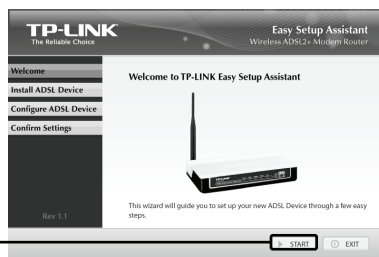 TP-LINK
The Reliable Choice
Easy Setup Assistant
Wireless ADSL2+ Modem Router
Welcome
Install ADSL Device
Configure ADSL Device
Confirm Settings
Rev 1.1
Welcome to TP-LINK Easy Setup Assistant
TP-LINK
This wizard will guide you to set up your new ADSL Device through a few easy
steps.
START
EXIT